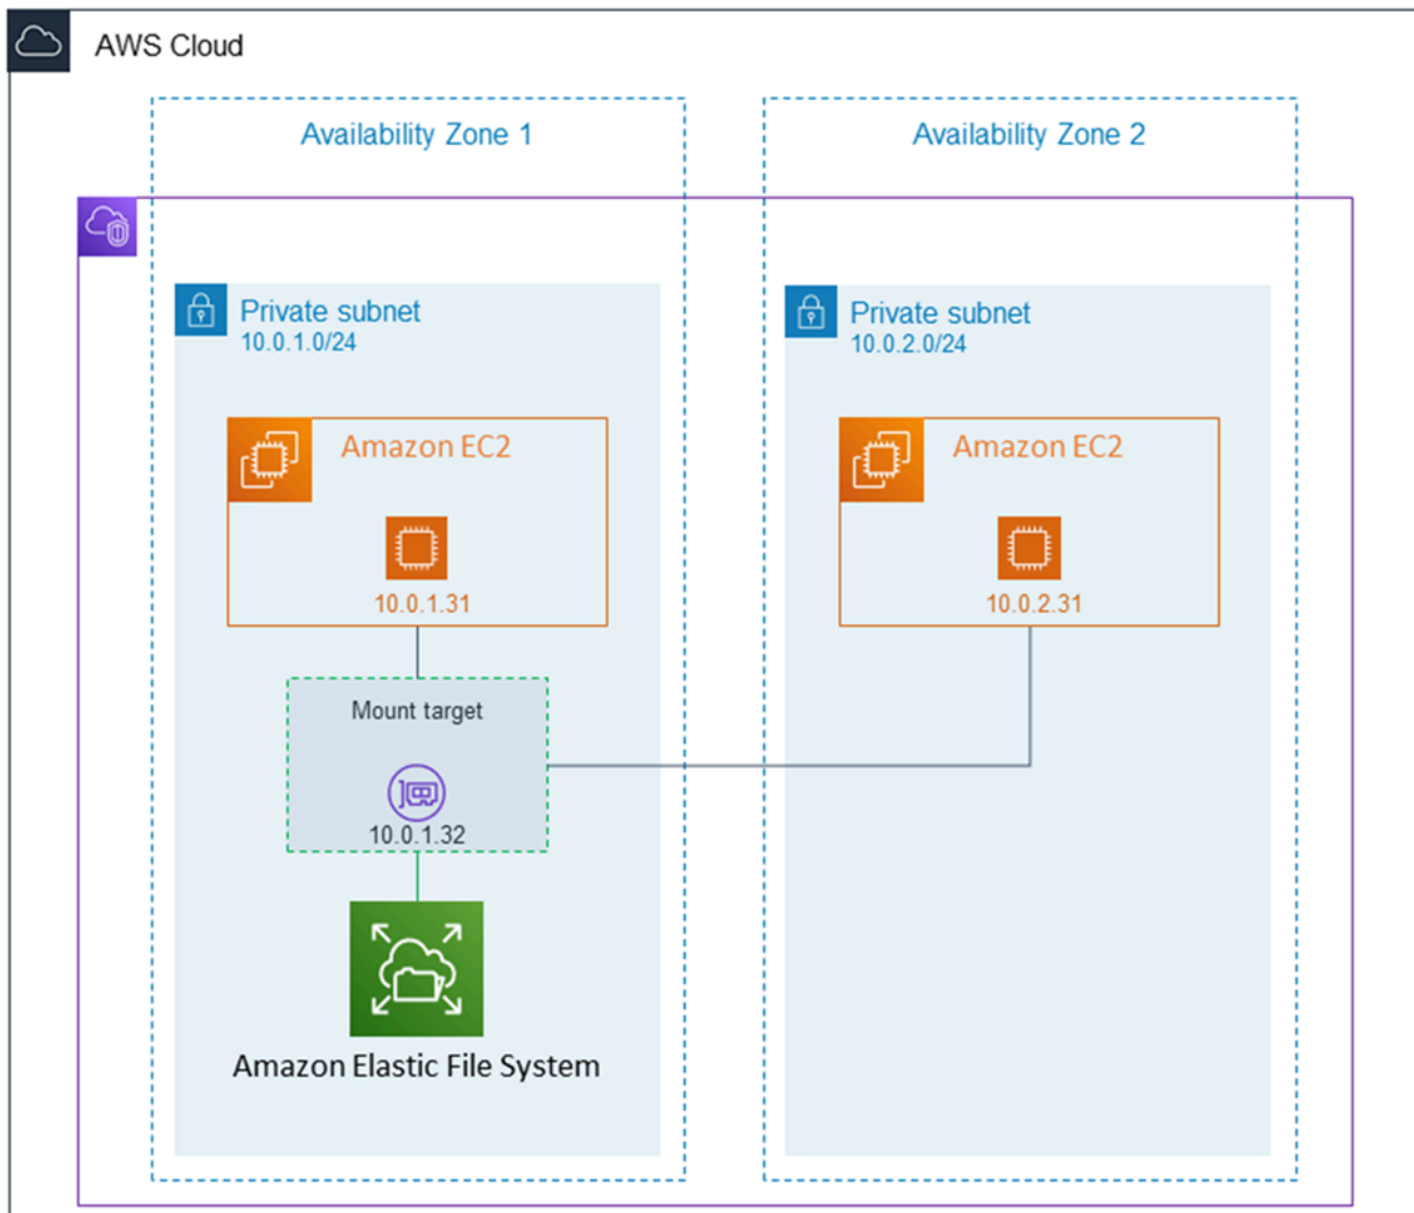 AWS Cloud
Availability Zone 1
Availability Zone 2
Private subnet
10.0.1.0/24
Private subnet
10.0.2.0/24
Amazon EC2
10.0.1.31
Amazon EC2
10.0.2.31
Mount target
10.0.1.32
Amazon Elastic File System